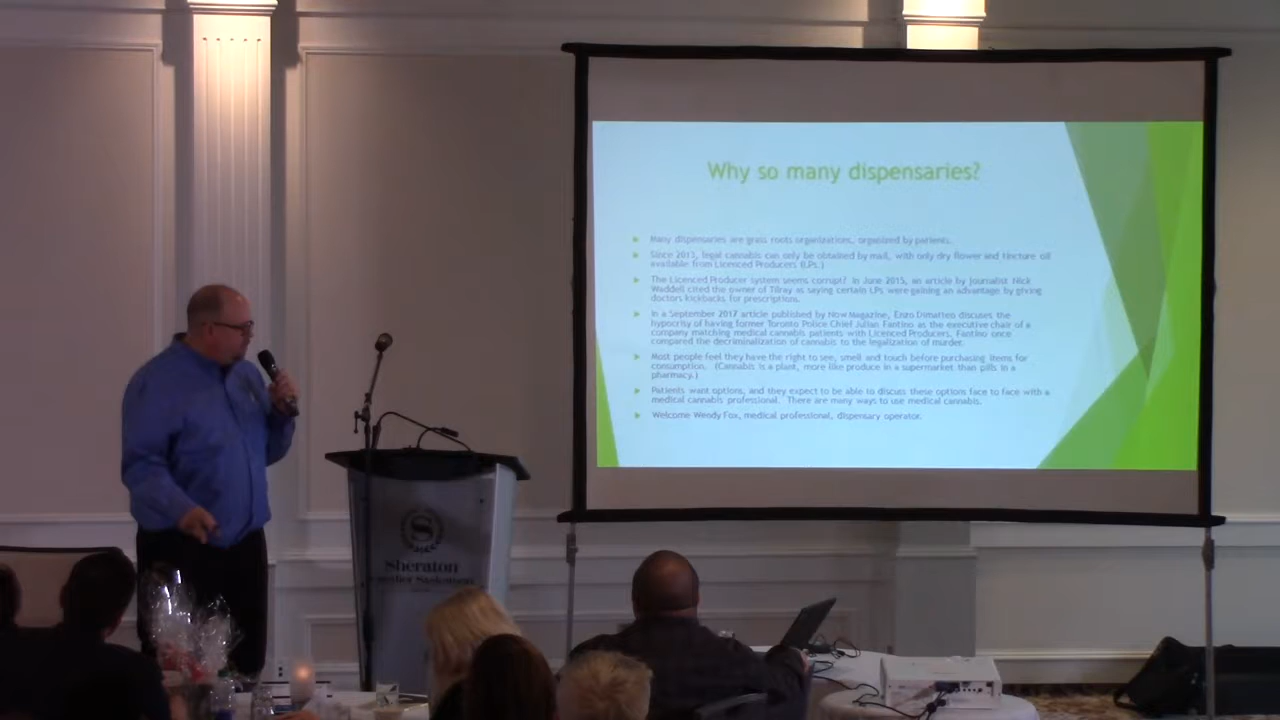 Why so many dispensaries?
Many dispensaries are grass roots organizations, organized by patients.
Since 2013, legal cannabis can only be obtained by mail, with only dry flower and tincture oil
available from Licenced Producers (LPs.)
The Licenced Producer system seems corrupt? In June 2015, an article by journalist Nick
Waddell cited the owner of Tilray as saying certain LPs were gaining an advantage by giving
doctors kickbacks for prescriptions.
In a September 2017 article published by Now Magazine, Enzo Dimatteo discusses the
hypocrisy of having former Toronto Police Chief Julian Fantino as the executive chair of a
company matching medical cannabis patients with Licenced Producers. Fantino once
compared the decriminalization of cannabis to the legalization of murder.
Most people feel they have the right to see, smell and touch before purchasing items for
consumption. (Cannabis is a plant, more like produce in a supermarket than pills in a
pharmacy.)
Patients want options, and they expect to be able to discuss these options face to face with a
medical cannabis professional. There are many ways to use medical cannabis.
Welcome Wendy Fox, medical professional, dispensary operator.
S
Sheraton
Cavalier Saskatoon